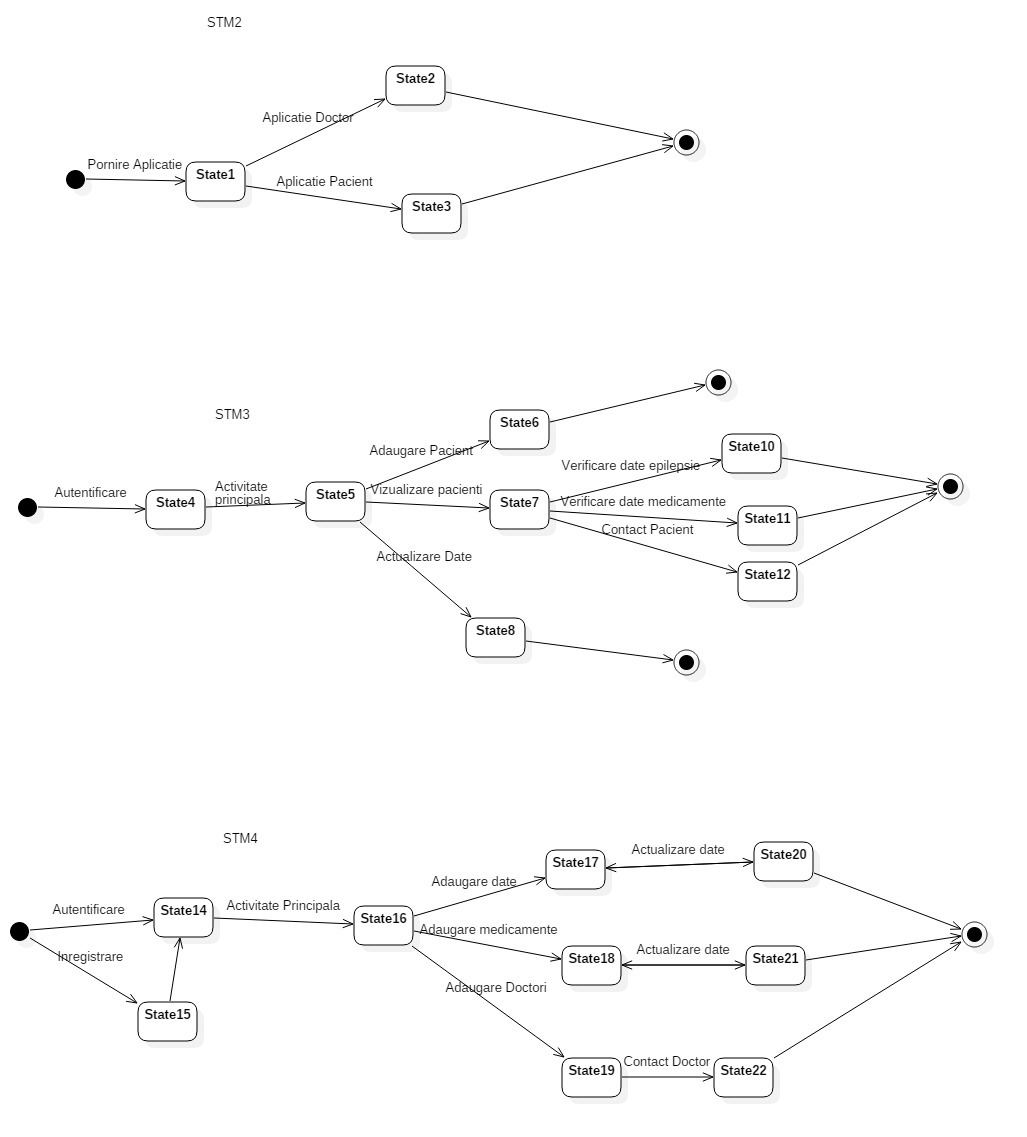 STM2
State2
Aplicatie Doctor
Pornire Aplicatie
State1
Aplicatie Pacient
State3
STM3
State6
Adaugare Pacient
State10
Verificare date epilepsie
Autentificare
Activitate
principala
State4
State5
Vizualizare pacienti
State7
Verificare date medicamente
State11
Contact Pacient
Actualizare Date
State12
State8
STM4
Actualizare date
State17
State20
Adaugare date
Autentificare
State14
Activitate Principala
State16
Adaugare medicamente
Inregistrare
State18
Actualizare date
State21
Adaugare Doctori
State15
State19
Contact Doctor
State22